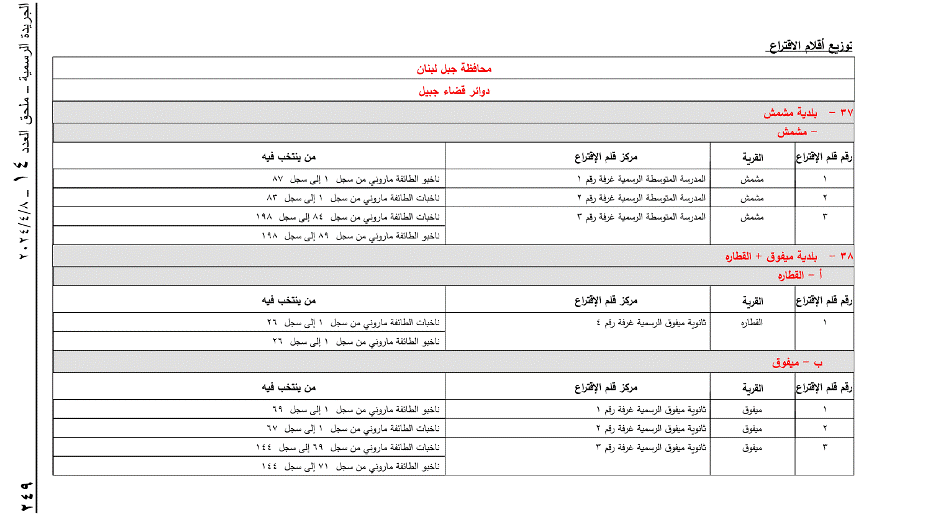 الجريدة الرسمية – ملحق العدد ١٤ – ٢٠٢٤/٤/٨
توزيع أقلام الاقتراع
محافظة جبل لبنان
دوائر قضاء جبيل
٣٧ – بلدية مشمش
– مشمش
رقم قلم الإقتراع القرية مركز قلم الإقتراع من ينتخب فيه
١ مشمش المدرسة المتوسطة الرسمية غرفة رقم ١ ناخبو الطائفة ماروني من سجل ١ إلى سجل ٨٧
٢ مشمش المدرسة المتوسطة الرسمية غرفة رقم ٢ ناخبات الطائفة ماروني من سجل ١ إلى سجل ٨٣
٣ مشمش المدرسة المتوسطة الرسمية غرفة رقم ٣ ناخبات الطائفة ماروني من سجل ٨٤ إلى سجل ١٩٨
ناخبو الطائفة ماروني من سجل ٨٩ إلى سجل ١٩٨
٣٨ – بلدية ميفوق + القطاره
أ – القطاره
رقم قلم الإقتراع القرية مركز قلم الإقتراع من ينتخب فيه
١ القطاره ثانوية ميفوق الرسمية غرفة رقم ٤ ناخبات الطائفة ماروني من سجل ١ إلى سجل ٢٦
ناخبو الطائفة ماروني من سجل ١ إلى سجل ٢٦
ب – ميفوق
رقم قلم الإقتراع القرية مركز قلم الإقتراع من ينتخب فيه
١ ميفوق ثانوية ميفوق الرسمية غرفة رقم ١ ناخبو الطائفة ماروني من سجل ١ إلى سجل ٦٩
٢ ميفوق ثانوية ميفوق الرسمية غرفة رقم ٢ ناخبات الطائفة ماروني من سجل ١ إلى سجل ٦٧
٣ ميفوق ثانوية ميفوق الرسمية غرفة رقم ٣ ناخبات الطائفة ماروني من سجل ٦٩ إلى سجل ١٤٤
ناخبو الطائفة ماروني من سجل ٧١ إلى سجل ١٤٤
٢٤٩